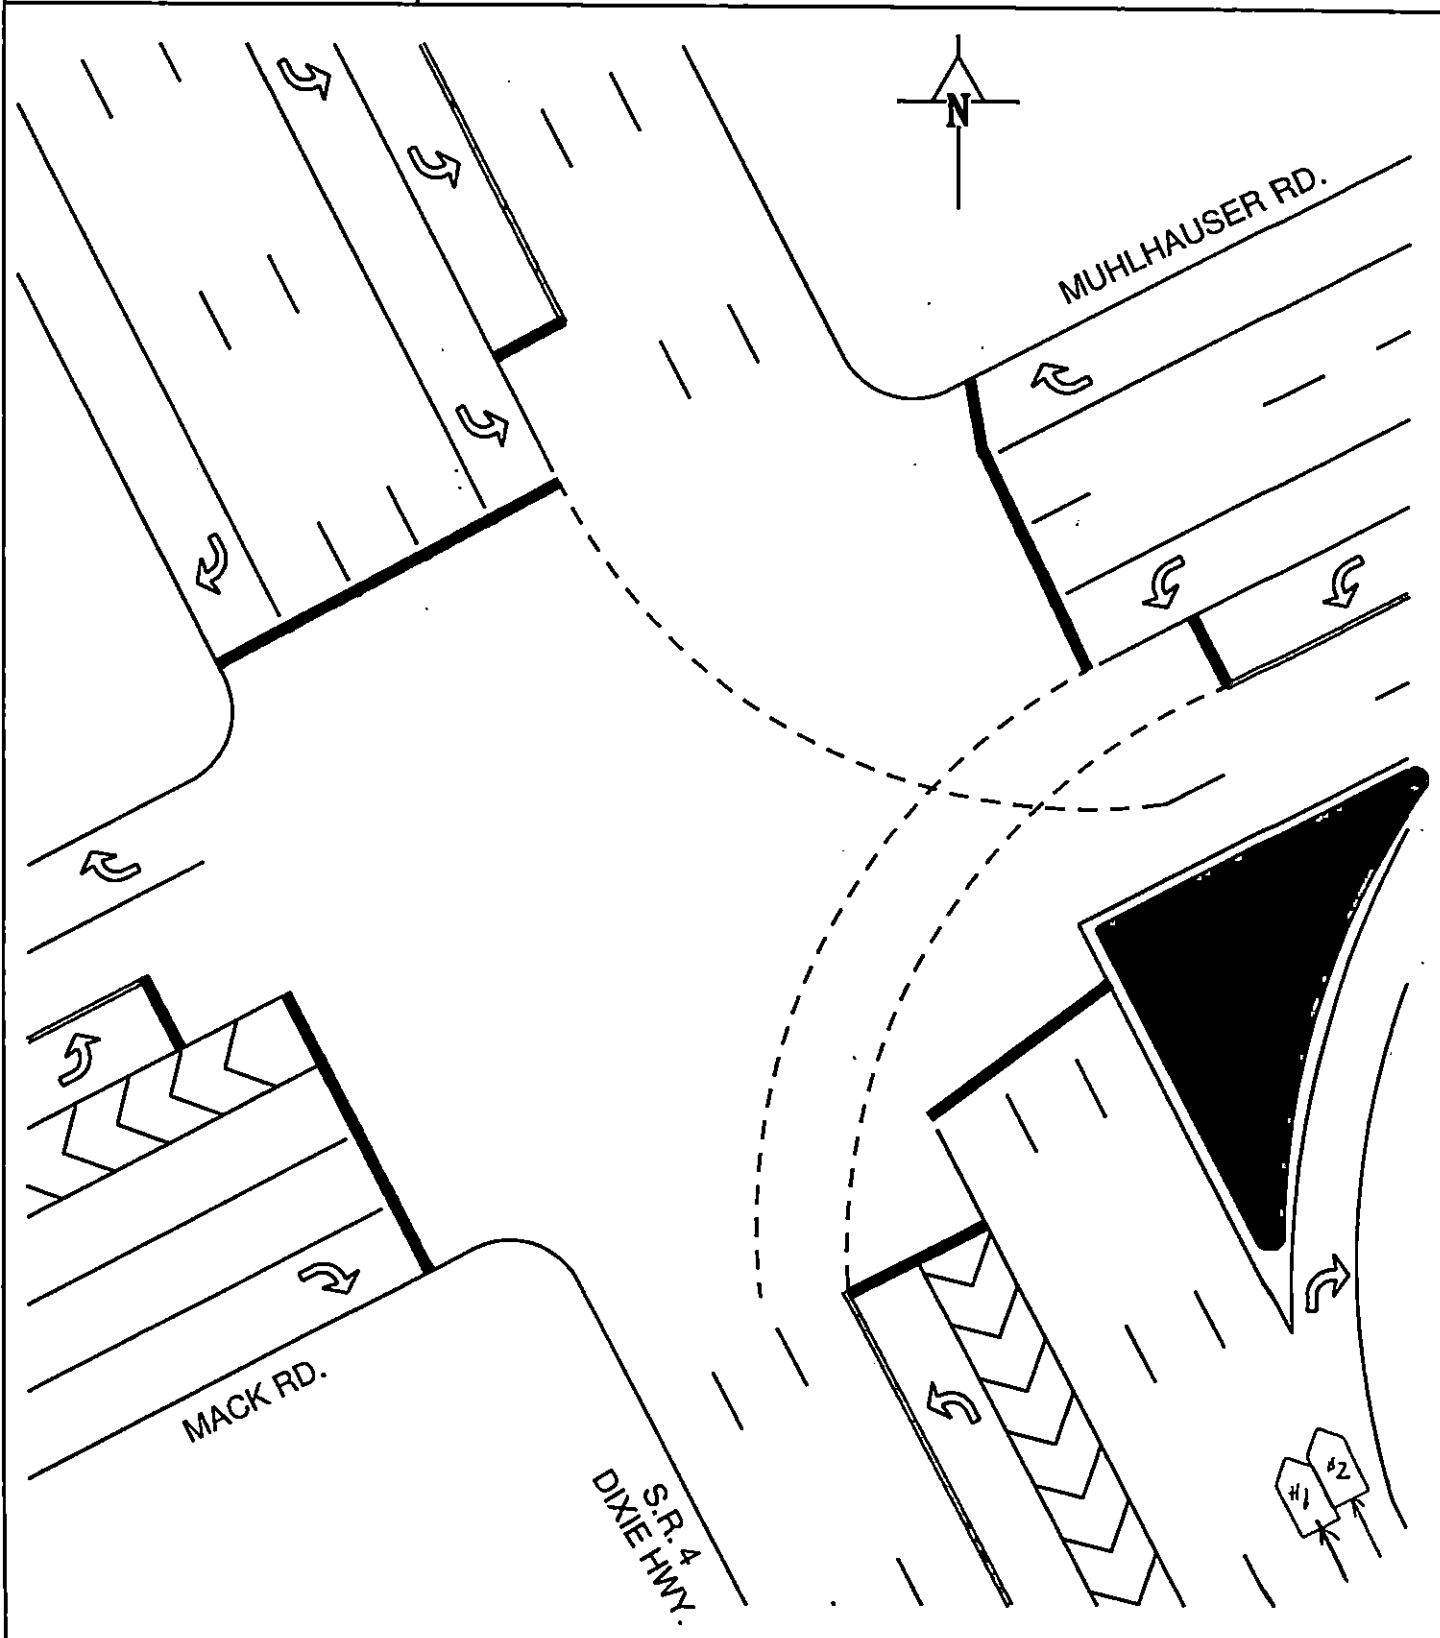 N
MUHLHAUSER RD.
MACK RD.
S.R. 4
DIXIE HWY.
#1
#2